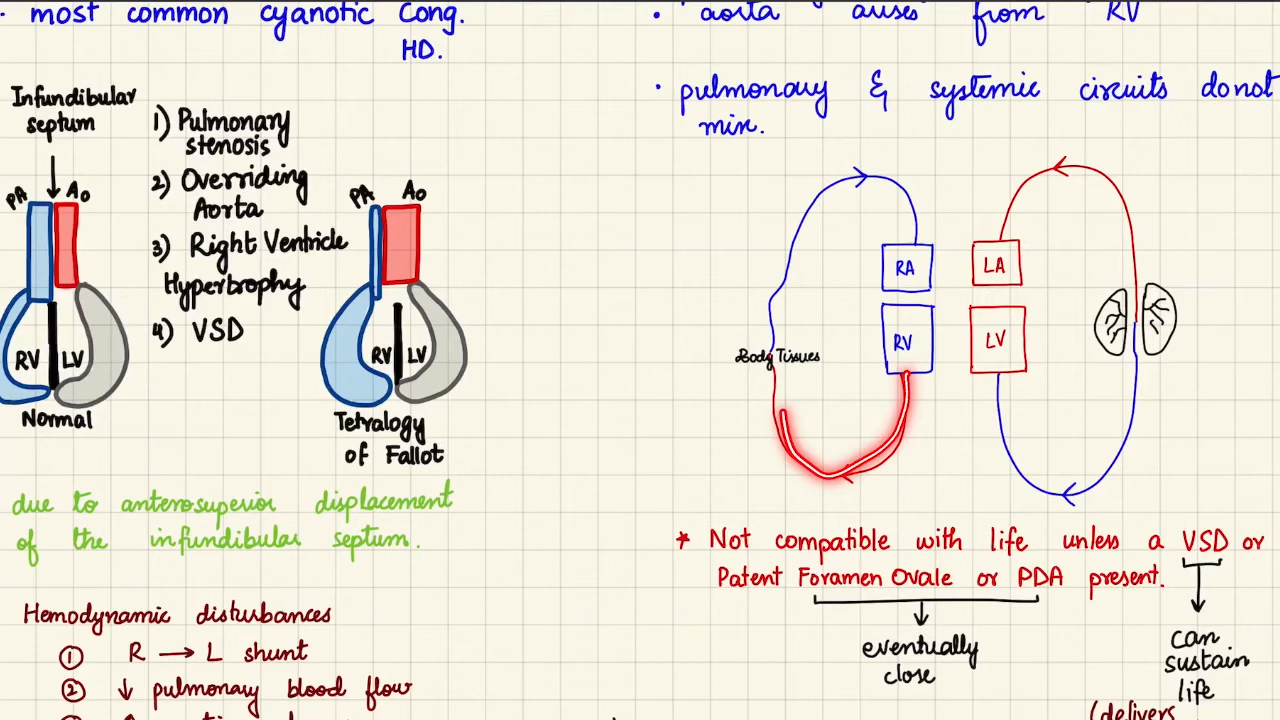 • most common cyanotic Cong.
HD.
Infundibular
septum
PA Ao
RV LV
Normal
1) Pulmonary
stenosis
2) Overriding
Aorta
3) Right Ventricle
Hypertrophy
4) VSD
PA Ao
RV LV
Tetralogy
of Fallot
due to anterosuperior displacement
of the infundibular septum.
Hemodynamic disturbances
① R → L shunt
② ↓ pulmonary blood flow
• aorta arises from RV
• pulmonary & systemic circuits do not
mix.
RA LA
RV LV
Body Tissues
* Not compatible with life unless a VSD or
Patent Foramen Ovale or PDA present.
eventually
close
can
sustain
life
(delivers